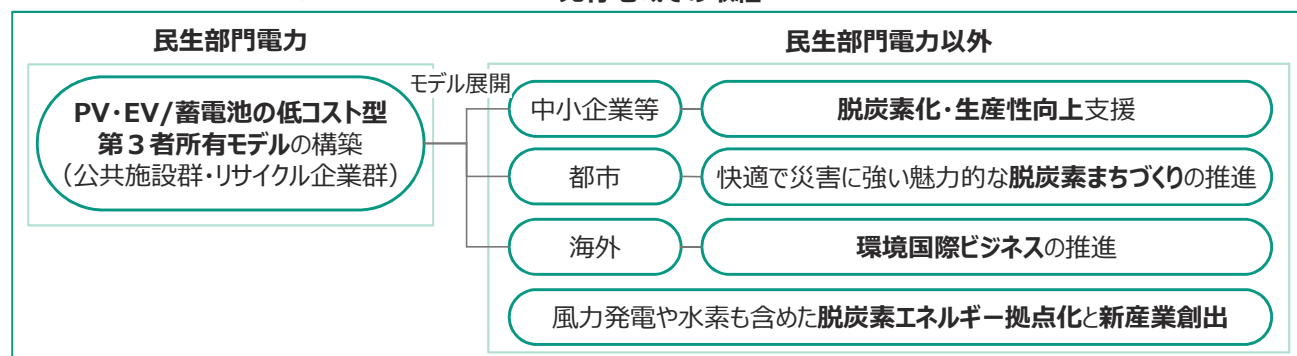 民生部門電力
PV・EV/蓄電池の低コスト型
第３者所有モデルの構築
（公共施設群・リサイクル企業群）
モデル展開
民生部門電力以外
中小企業等
脱炭素化・生産性向上支援
都市
快適で災害に強い魅力的な脱炭素まちづくりの推進
海外
環境国際ビジネスの推進
風力発電や水素も含めた脱炭素エネルギー拠点化と新産業創出